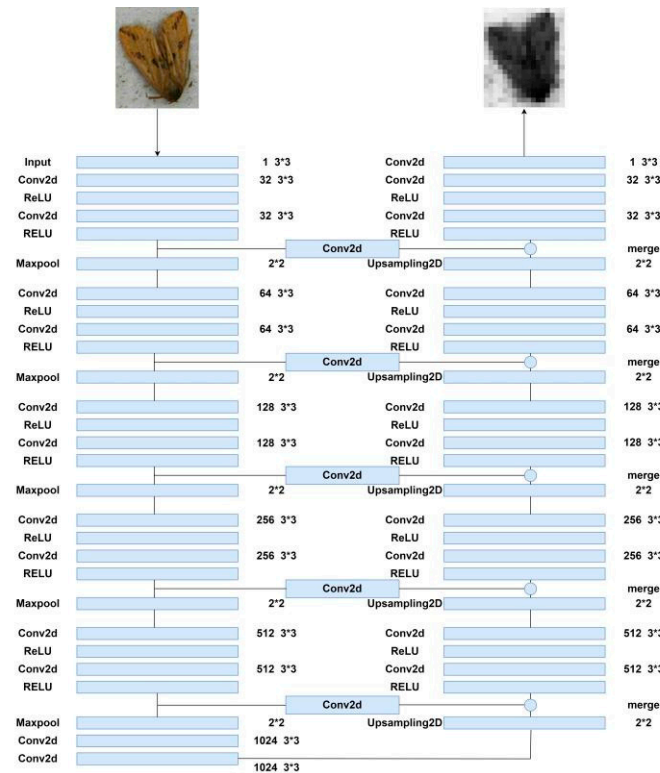 Input 1 3*3 Conv2d 1 3*3
Conv2d 32 3*3 Conv2d 32 3*3
ReLU ReLU
Conv2d 32 3*3 Conv2d 32 3*3
RELU RELU
Conv2d merge
Maxpool 2*2 Upsampling2D 2*2
Conv2d 64 3*3 Conv2d 64 3*3
ReLU ReLU
Conv2d 64 3*3 Conv2d 64 3*3
RELU RELU
Conv2d merge
Maxpool 2*2 Upsampling2D 2*2
Conv2d 128 3*3 Conv2d 128 3*3
ReLU ReLU
Conv2d 128 3*3 Conv2d 128 3*3
RELU RELU
Conv2d merge
Maxpool 2*2 Upsampling2D 2*2
Conv2d 256 3*3 Conv2d 256 3*3
ReLU ReLU
Conv2d 256 3*3 Conv2d 256 3*3
RELU RELU
Conv2d merge
Maxpool 2*2 Upsampling2D 2*2
Conv2d 512 3*3 Conv2d 512 3*3
ReLU ReLU
Conv2d 512 3*3 Conv2d 512 3*3
RELU RELU
Conv2d merge
Maxpool 2*2 Upsampling2D 2*2
Conv2d 1024 3*3
Conv2d 1024 3*3